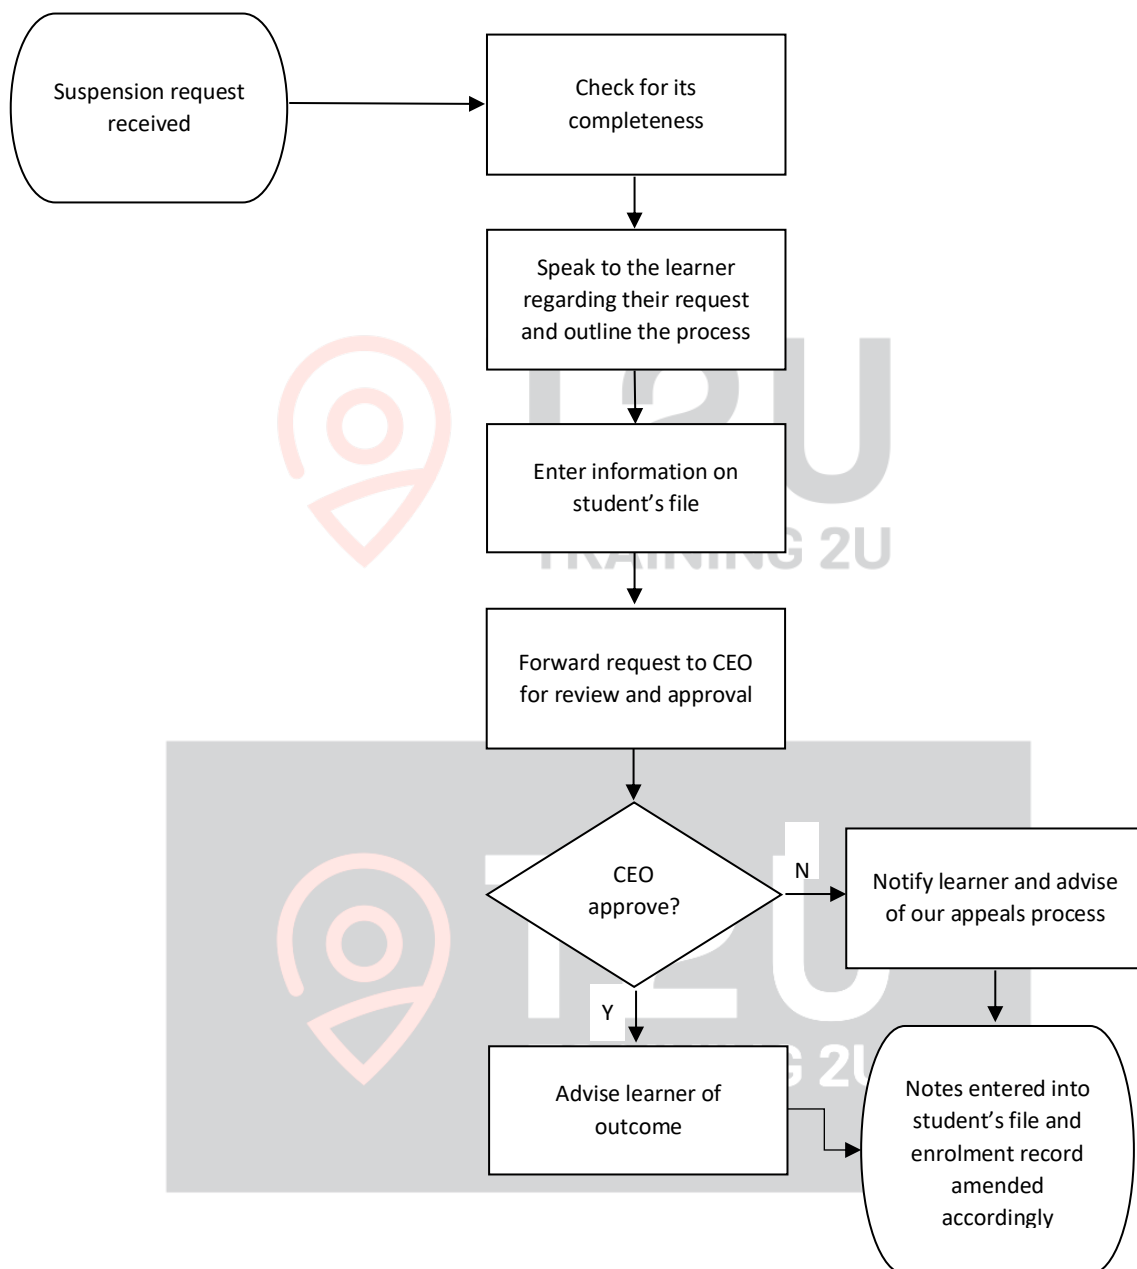 Suspension request
received
Check for its
completeness
Speak to the learner
regarding their request
and outline the process
T2U
TRAINING 2U
Enter information on
student’s file
Forward request to CEO
for review and approval
CEO
approve?
N
Notify learner and advise
of our appeals process
Y
T2U
2U
Advise learner of
outcome
Notes entered into
student’s file and
enrolment record
amended
accordingly